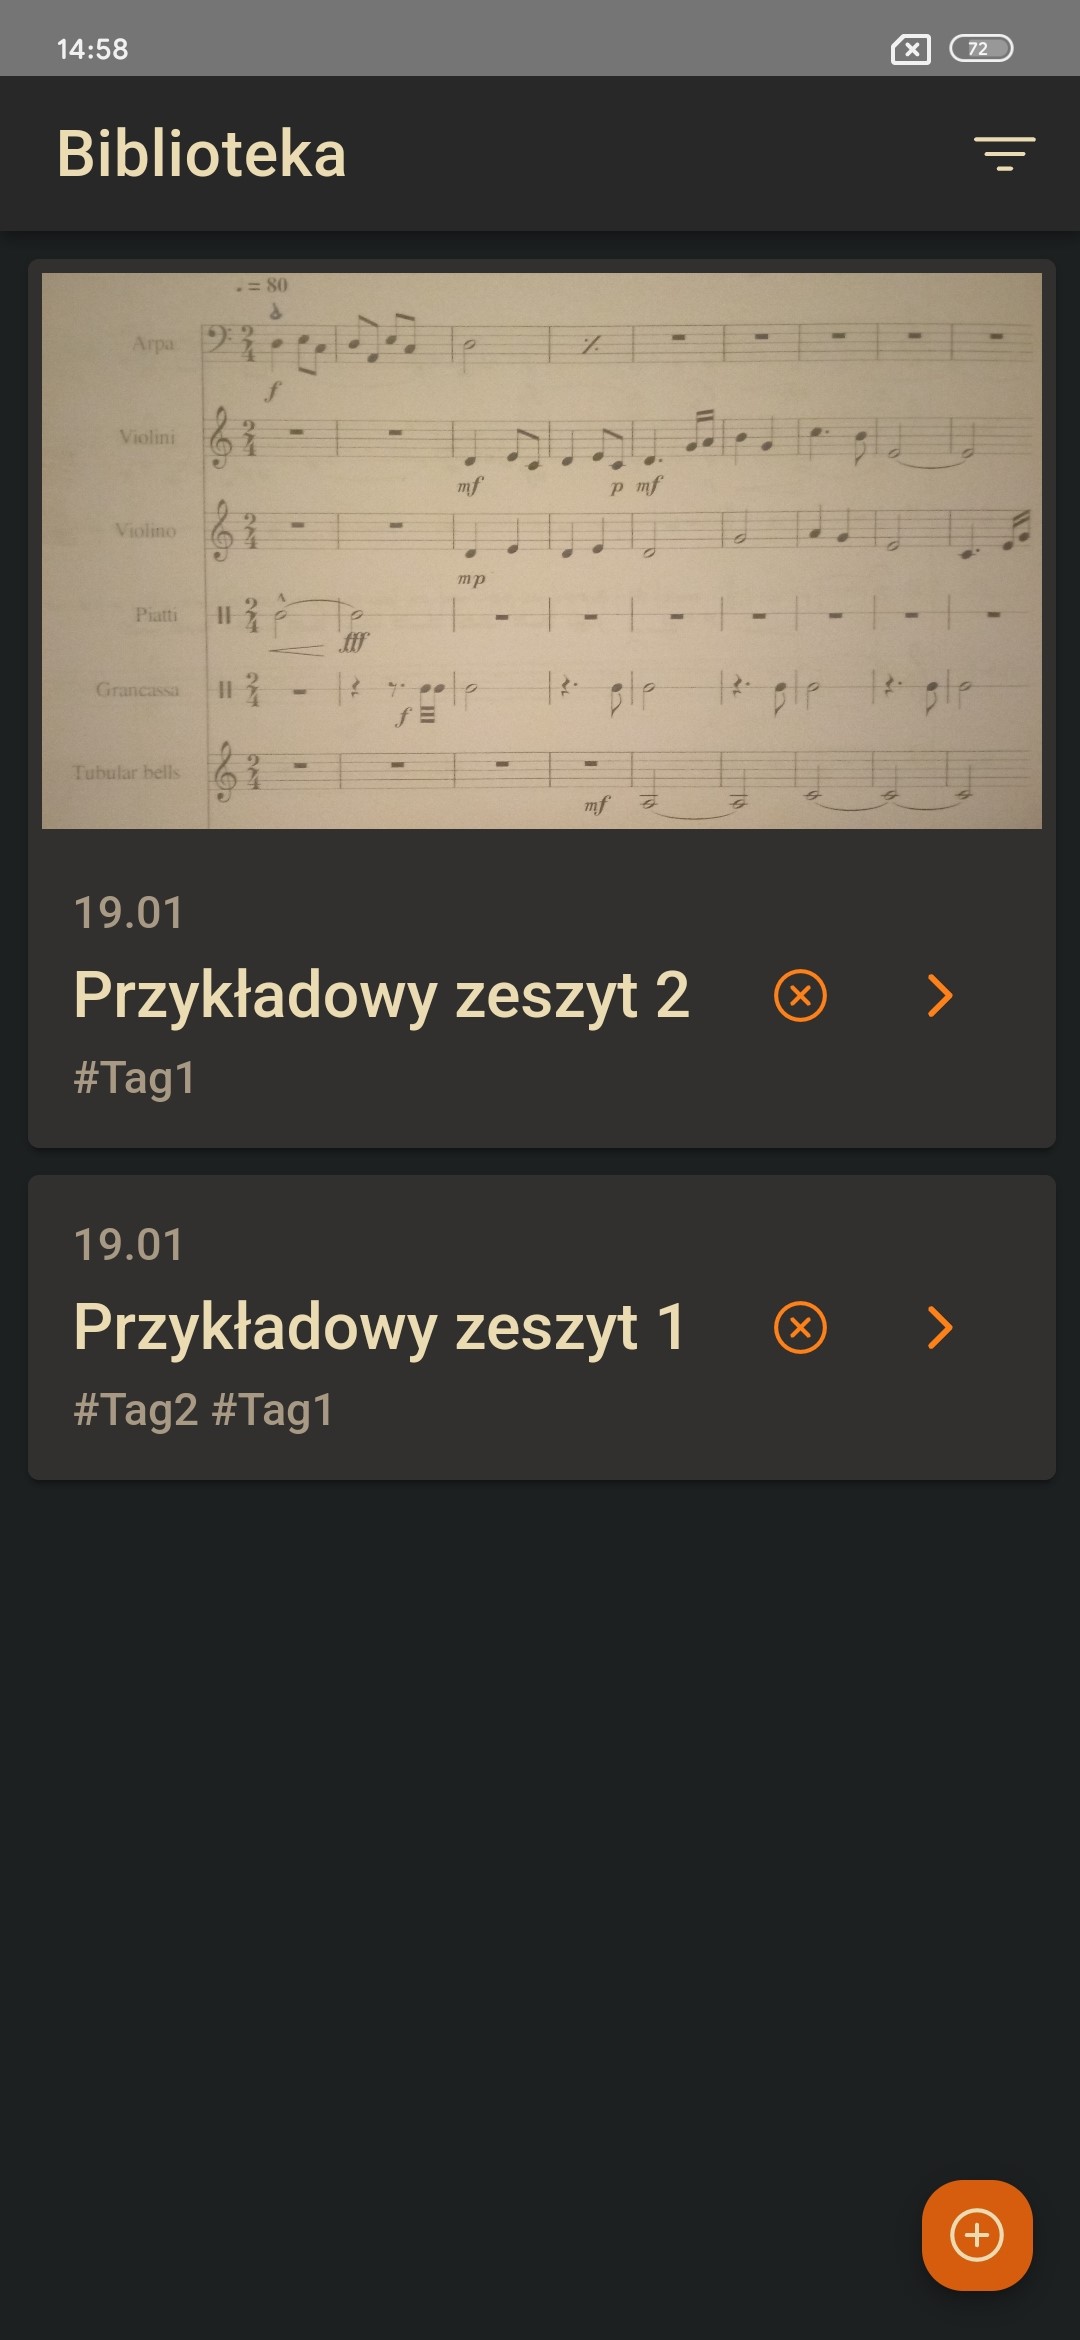 14:58
72
Biblioteka
♩ = 80
Arpa
f
Violini
mf p mf
Violino
mp
Piatti
fff
Grancassa
f
Tubular bells
mf
19.01
Przykładowy zeszyt 2
#Tag1
19.01
Przykładowy zeszyt 1
#Tag2 #Tag1